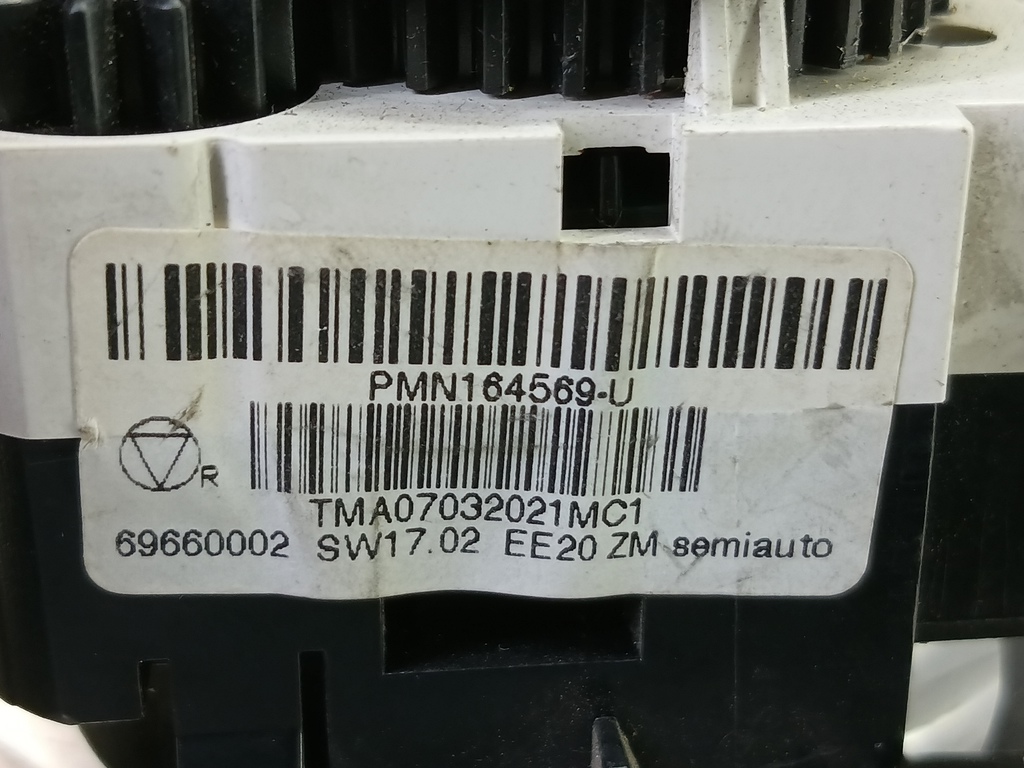 PMN164569-U
R
TMA07032021MC1
69660002 SW17.02 EE20 ZM semiauto